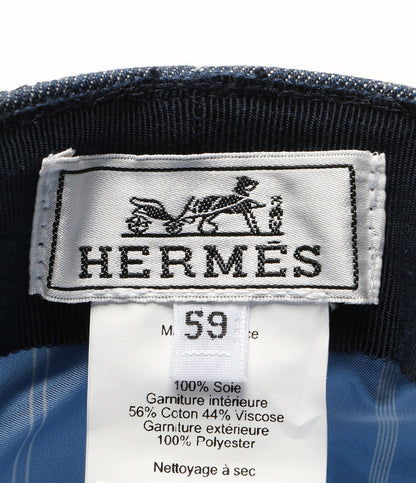 HERMÈS
59
100% Soie
Garniture intérieure
56% Coton 44% Viscose
Garniture extérieure
100% Polyester
Nettoyage à sec